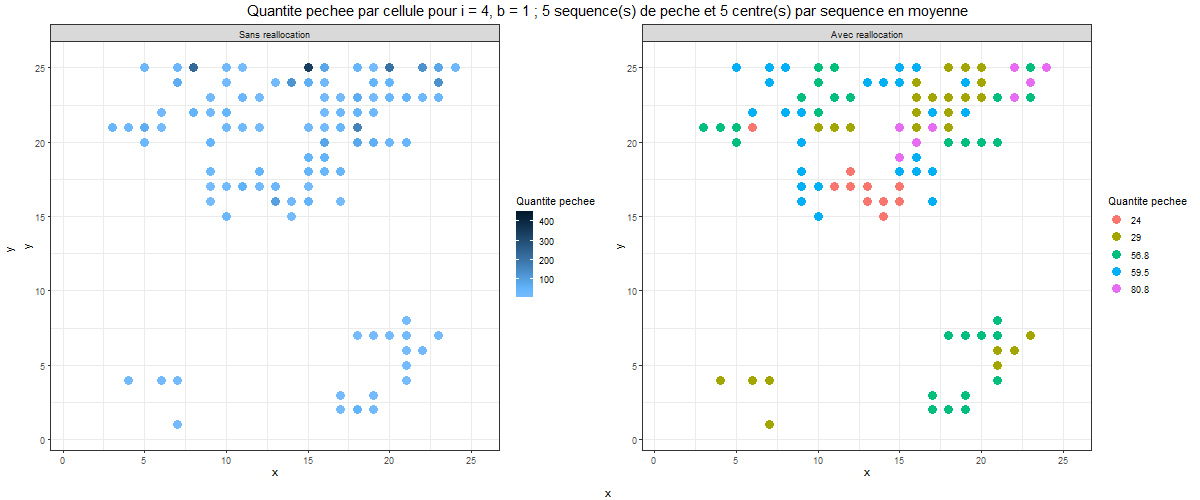 Quantite pechee par cellule pour i = 4, b = 1 ; 5 sequence(s) de peche et 5 centre(s) par sequence en moyenne
Sans reallocation
25
20
15
10
5
0
y
y
0 5 10 15 20 25
x
Quantite pechee
400
300
200
100
Avec reallocation
25
20
15
10
5
0
y
0 5 10 15 20 25
x
Quantite pechee
24
29
56.8
59.5
80.8
x